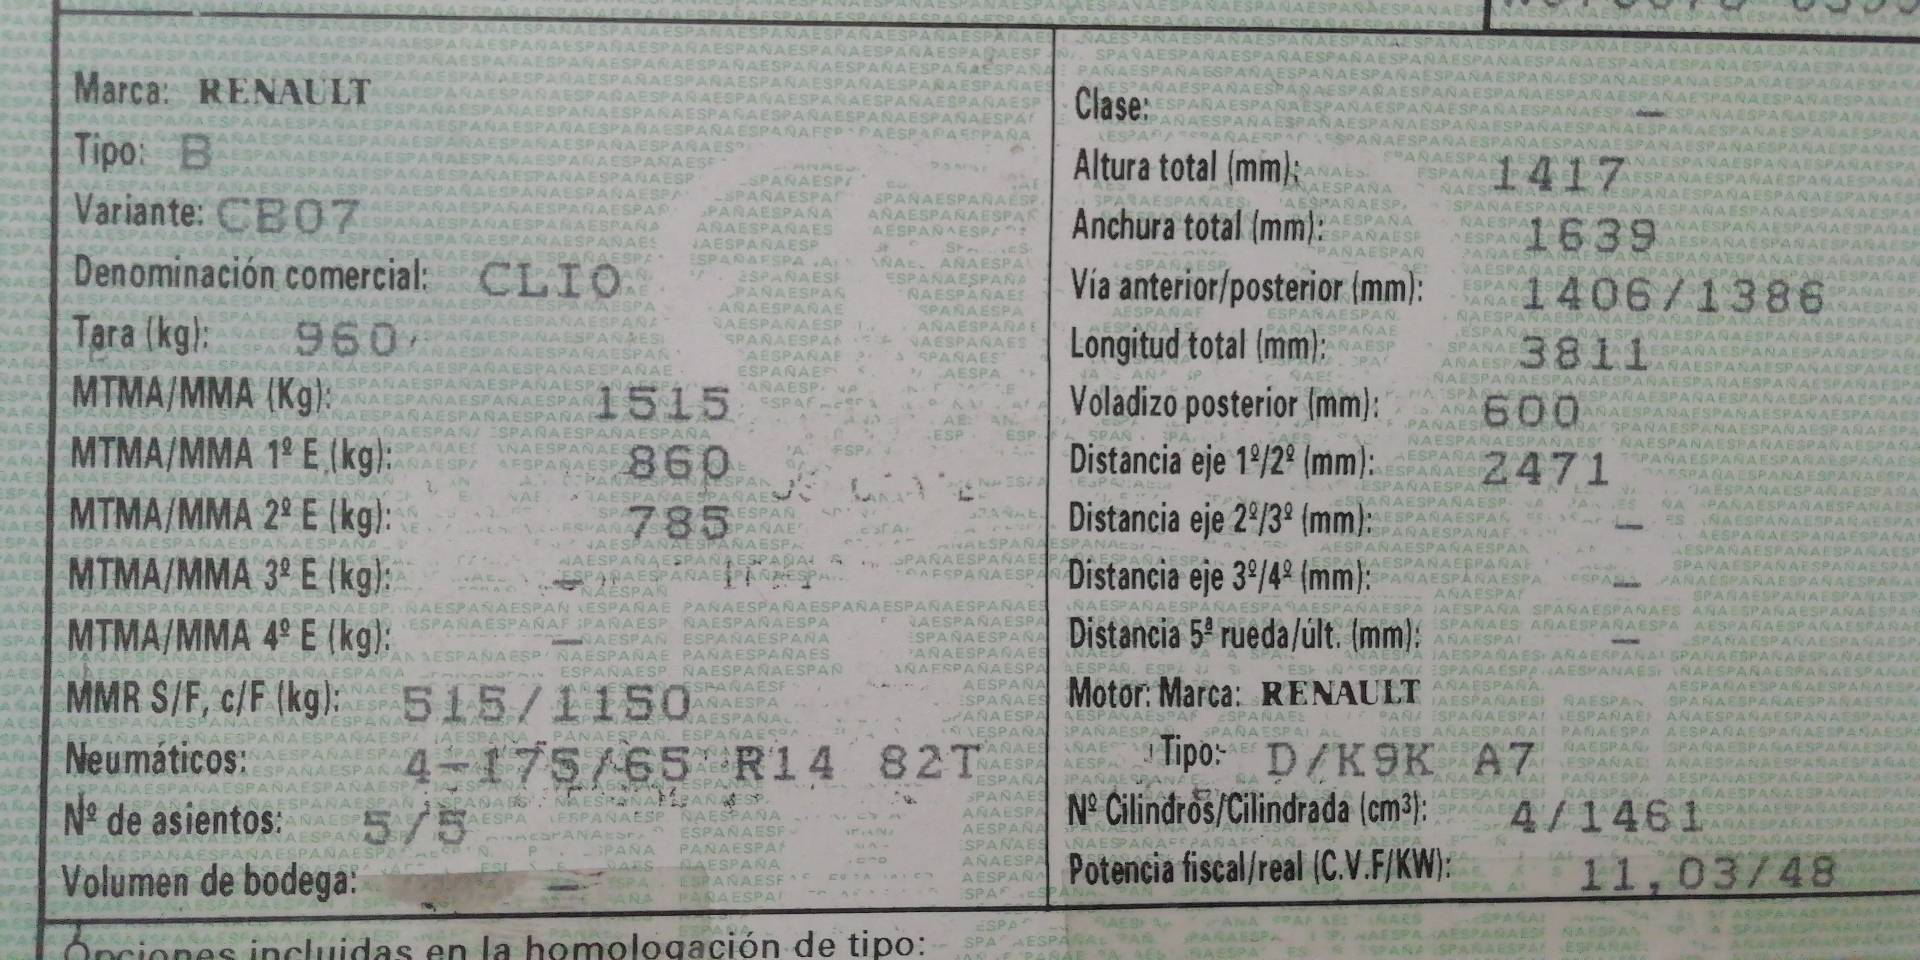 Marca: RENAULT
Tipo: B
Variante: CB07
Denominación comercial: CLIO
Tara (kg): 960
MTMA/MMA (Kg): 1515
MTMA/MMA 1º E (kg): 860
MTMA/MMA 2º E (kg): 785
MTMA/MMA 3º E (kg): –
MTMA/MMA 4º E (kg): –
MMR S/F, c/F (kg): 515/1150
Neumáticos: 4-175/65 R14 82T
Nº de asientos: 5/5
Volumen de bodega: –
Clase: –
Altura total (mm): 1417
Anchura total (mm): 1639
Vía anterior/posterior (mm): 1406/1386
Longitud total (mm): 3811
Voladizo posterior (mm): 600
Distancia eje 1º/2º (mm): 2471
Distancia eje 2º/3º (mm): –
Distancia eje 3º/4º (mm): –
Distancia 5ª rueda/últ. (mm): –
Motor: Marca: RENAULT
Tipo: D/K9K A7
Nº Cilindros/Cilindrada (cm³): 4/1461
Potencia fiscal/real (C.V.F/KW): 11,03/48
Opciones incluidas en la homologación de tipo: